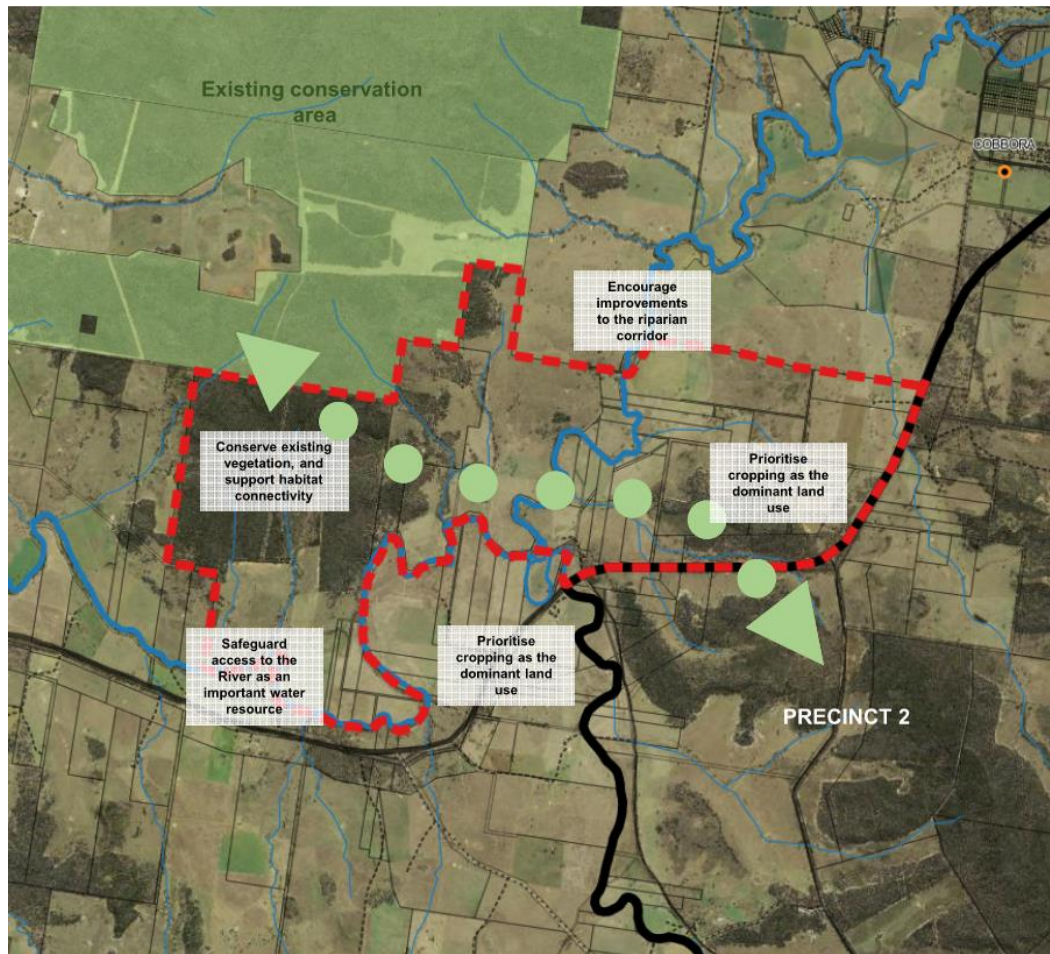 Existing conservation
area
COBBORA
Encourage
improvements
to the riparian
corridor
Conserve existing
vegetation, and
support habitat
connectivity
Prioritise
cropping as the
dominant land
use
Safeguard
access to the
River as an
important water
resource
Prioritise
cropping as the
dominant land
use
PRECINCT 2